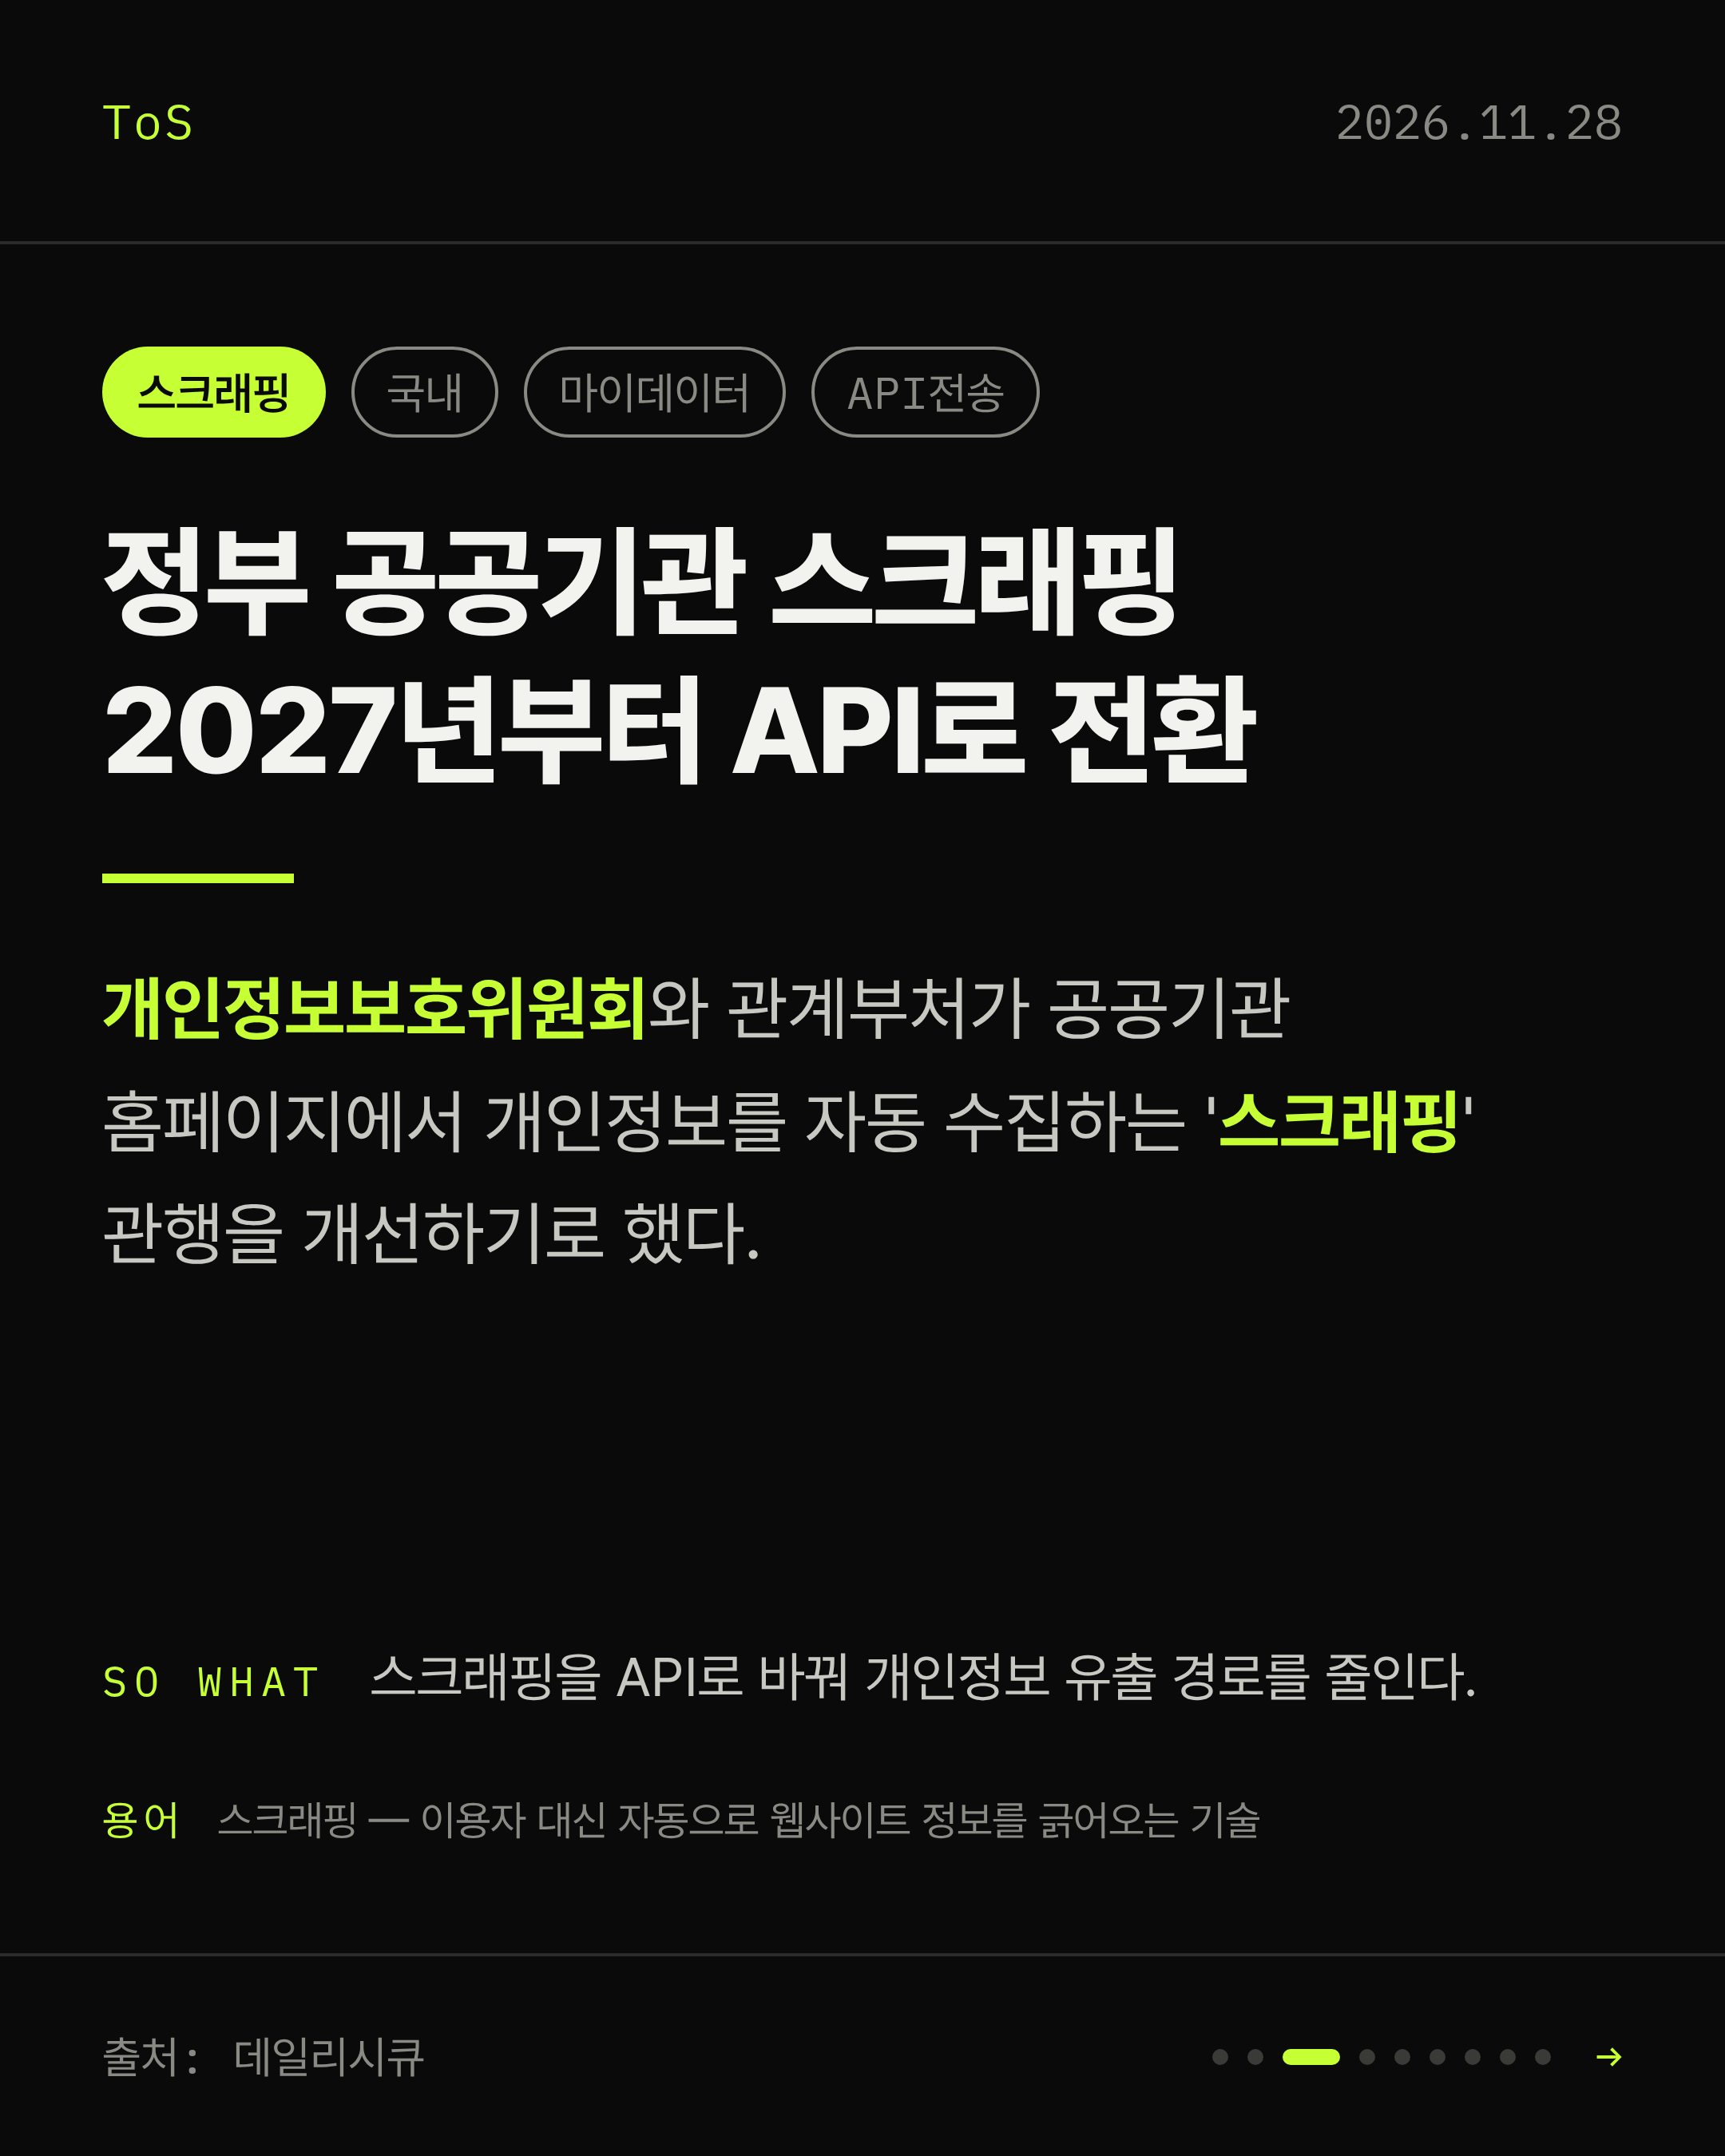 ToS
2026.11.28
스크래핑 국내 마이데이터 API전송
정부 공공기관 스크래핑
2027년부터 API로 전환
개인정보보호위원회와 관계부처가 공공기관
홈페이지에서 개인정보를 자동 수집하는 '스크래핑'
관행을 개선하기로 했다.
SO WHAT 스크래핑을 API로 바꿔 개인정보 유출 경로를 줄인다.
용어 스크래핑 — 이용자 대신 자동으로 웹사이트 정보를 긁어오는 기술
출처: 데일리시큐 →